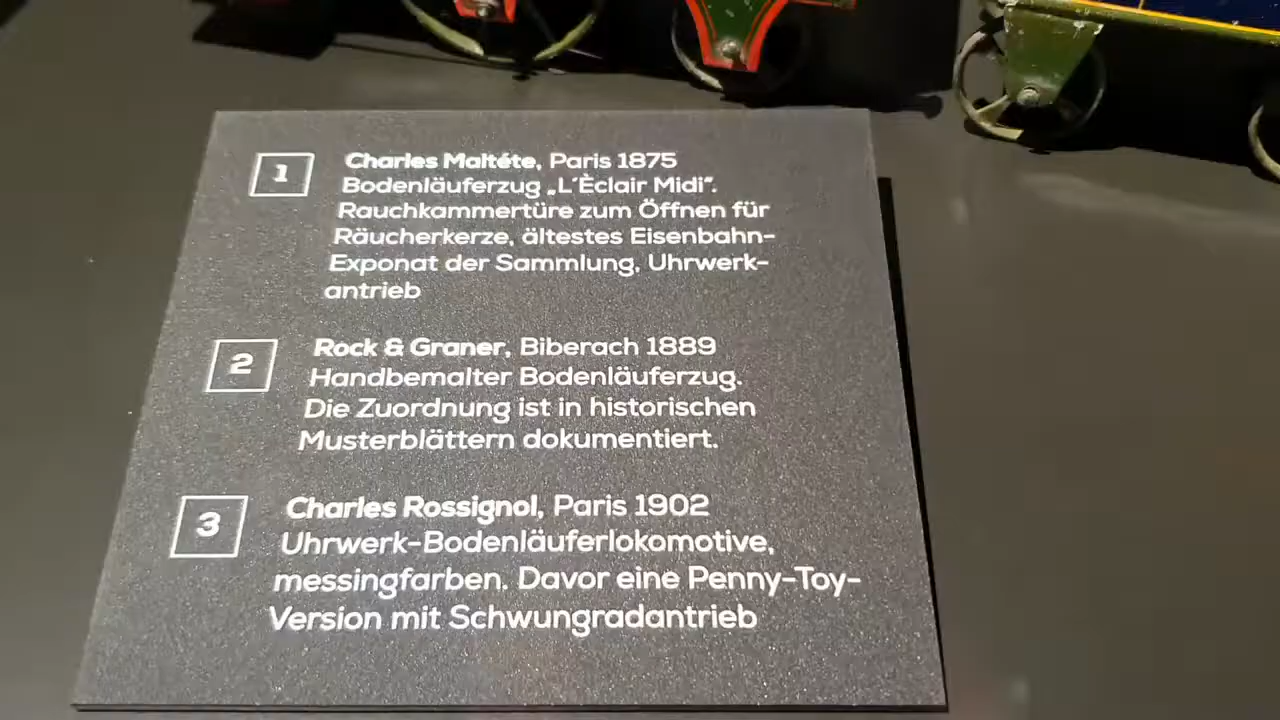 1
Charles Maltéte, Paris 1875
Bodenläuferzug „L´Èclair Midi“.
Rauchkammertüre zum Öffnen für
Räucherkerze, ältestes Eisenbahn-
Exponat der Sammlung, Uhrwerk-
antrieb
2
Rock & Graner, Biberach 1889
Handbemalter Bodenläuferzug.
Die Zuordnung ist in historischen
Musterblättern dokumentiert.
3
Charles Rossignol, Paris 1902
Uhrwerk-Bodenläuferlokomotive,
messingfarben. Davor eine Penny-Toy-
Version mit Schwungradantrieb